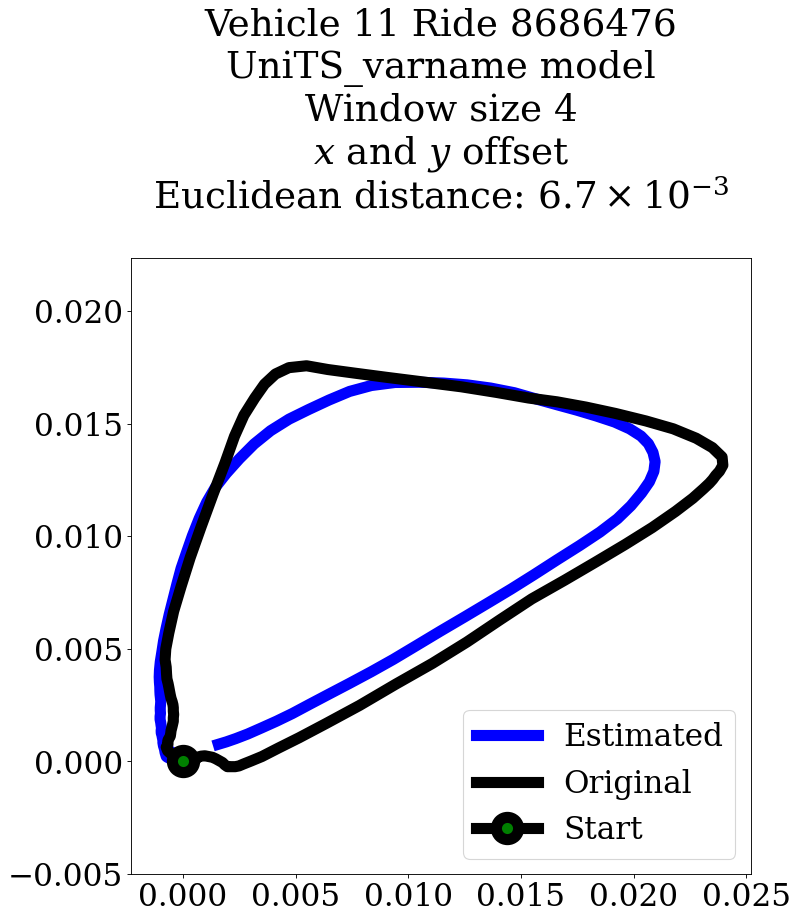 Vehicle 11 Ride 8686476
UniTS_varname model
Window size 4
x and y offset
Euclidean distance: 6.7 × 10⁻³
0.020
0.015
0.010
0.005
0.000
−0.005
Estimated
Original
Start
0.000 0.005 0.010 0.015 0.020 0.025